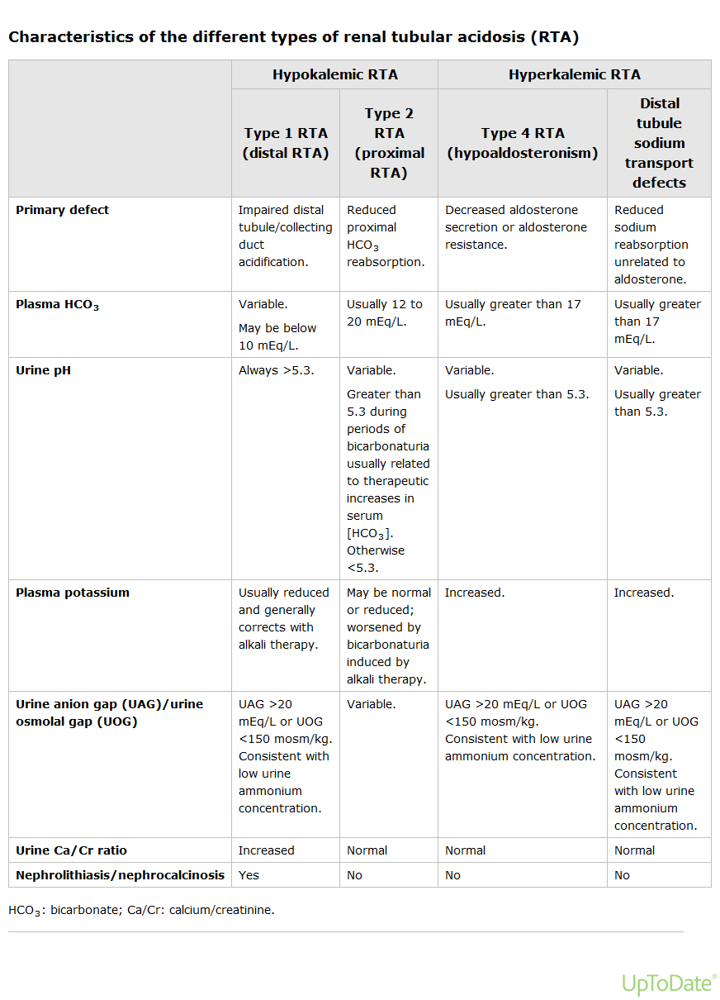 Characteristics of the different types of renal tubular acidosis (RTA)
Hypokalemic RTA
Hyperkalemic RTA
Type 1 RTA
(distal RTA)
Type 2
RTA
(proximal
RTA)
Type 4 RTA
(hypoaldosteronism)
Distal
tubule
sodium
transport
defects
Primary defect
Impaired distal
tubule/collecting
duct
acidification.
Reduced
proximal
HCO₃
reabsorption.
Decreased aldosterone
secretion or aldosterone
resistance.
Reduced
sodium
reabsorption
unrelated to
aldosterone.
Plasma HCO₃
Variable.
May be below
10 mEq/L.
Usually 12 to
20 mEq/L.
Usually greater than 17
mEq/L.
Usually greater
than 17
mEq/L.
Urine pH
Always >5.3.
Variable.
Greater than
5.3 during
periods of
bicarbonaturia
usually related
to therapeutic
increases in
serum
[HCO₃].
Otherwise
<5.3.
Variable.
Usually greater than 5.3.
Variable.
Usually greater
than 5.3.
Plasma potassium
Usually reduced
and generally
corrects with
alkali therapy.
May be normal
or reduced;
worsened by
bicarbonaturia
induced by
alkali therapy.
Increased.
Increased.
Urine anion gap (UAG)/urine
osmolal gap (UOG)
UAG >20
mEq/L or UOG
<150 mosm/kg.
Consistent with
low urine
ammonium
concentration.
Variable.
UAG >20 mEq/L or UOG
<150 mosm/kg.
Consistent with low urine
ammonium concentration.
UAG >20
mEq/L or UOG
<150
mosm/kg.
Consistent
with low urine
ammonium
concentration.
Urine Ca/Cr ratio
Increased
Normal
Normal
Normal
Nephrolithiasis/nephrocalcinosis
Yes
No
No
No
HCO₃: bicarbonate; Ca/Cr: calcium/creatinine.
UpToDate®